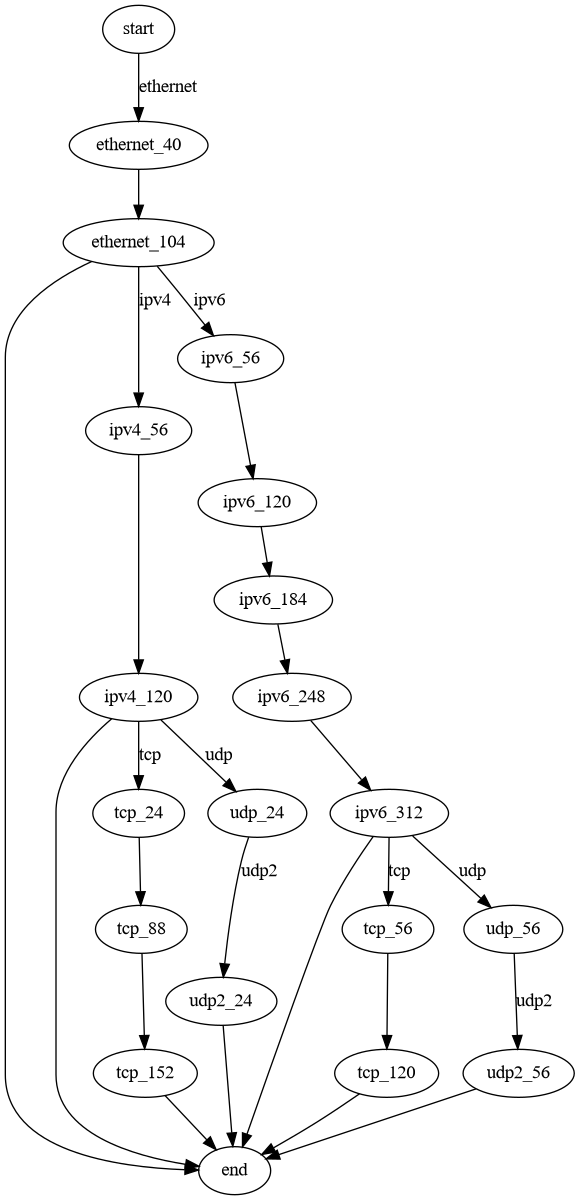 start
ethernet
ethernet_40
ethernet_104
ipv4
ipv6
ipv6_56
ipv4_56
ipv6_120
ipv6_184
ipv4_120
ipv6_248
tcp
udp
tcp_24
udp_24
ipv6_312
udp2
tcp
udp
tcp_88
tcp_56
udp_56
udp2_24
udp2
tcp_152
tcp_120
udp2_56
end